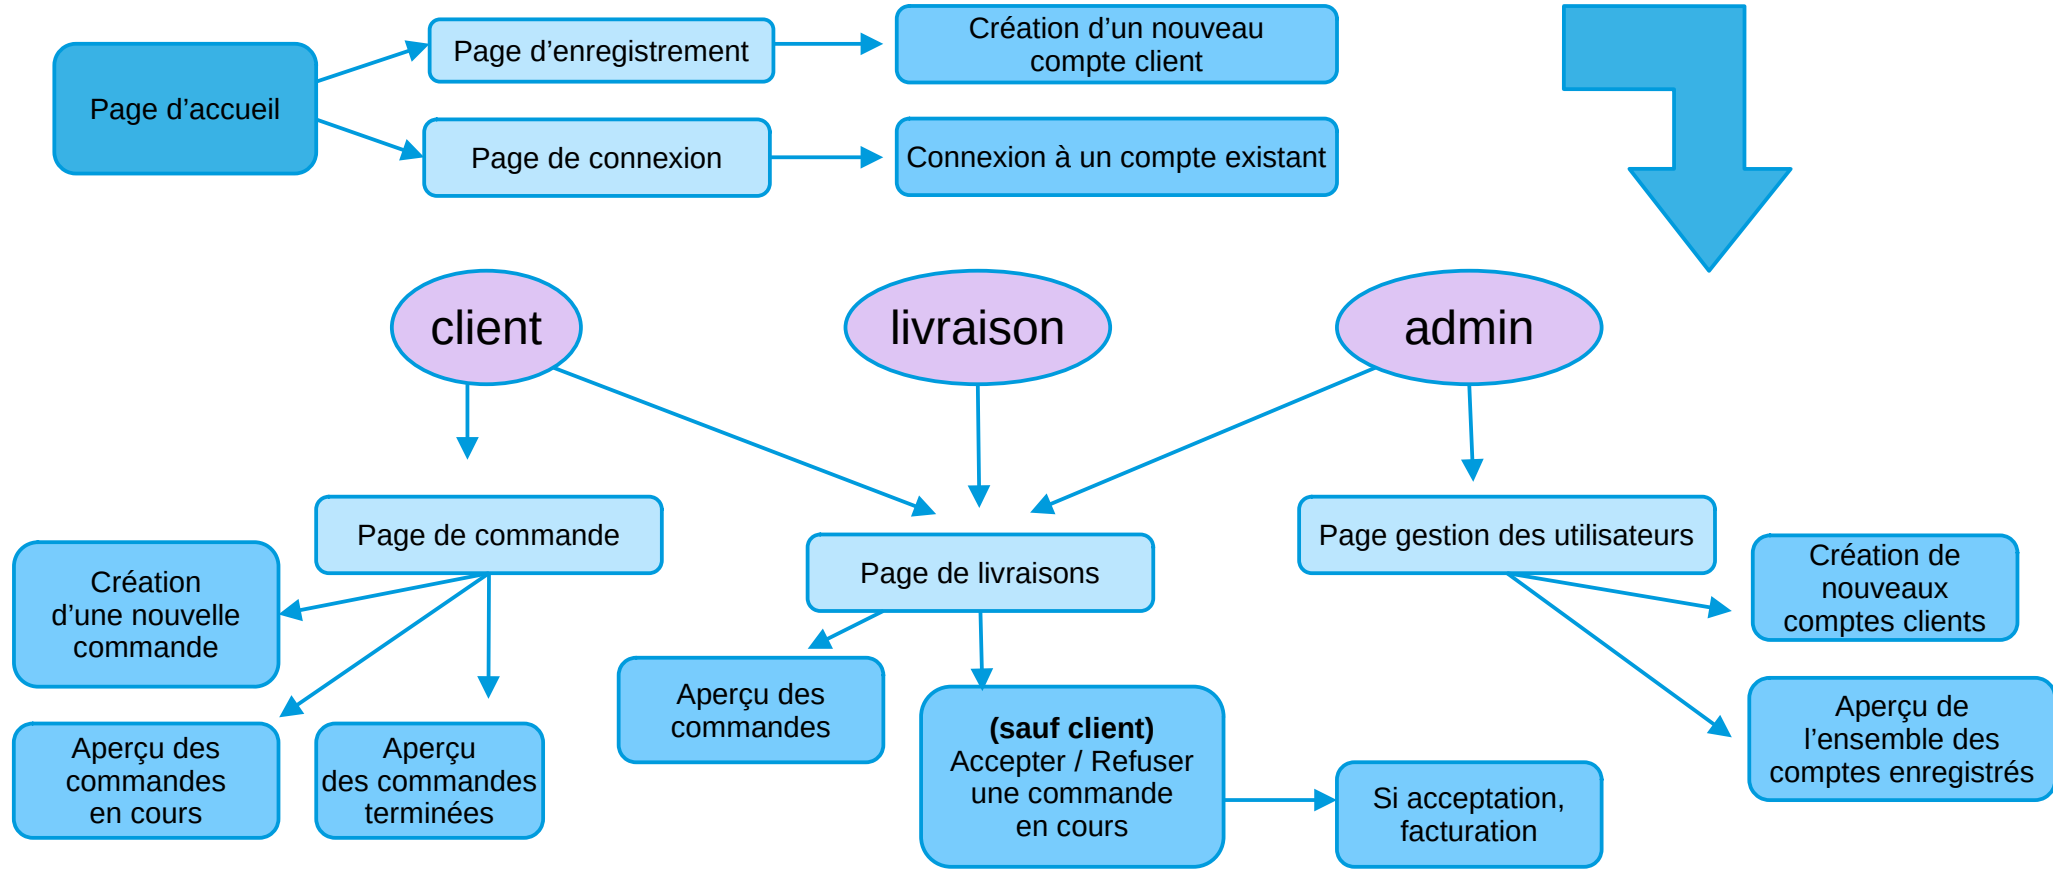 Page d’accueil
Page d’enregistrement
Création d’un nouveau
compte client
Page de connexion
Connexion à un compte existant
client
livraison
admin
Page de commande
Création
d’une nouvelle
commande
Aperçu des
commandes
en cours
Aperçu
des commandes
terminées
Page de livraisons
Aperçu des
commandes
(sauf client)
Accepter / Refuser
une commande
en cours
Si acceptation,
facturation
Page gestion des utilisateurs
Création de
nouveaux
comptes clients
Aperçu de
l’ensemble des
comptes enregistrés